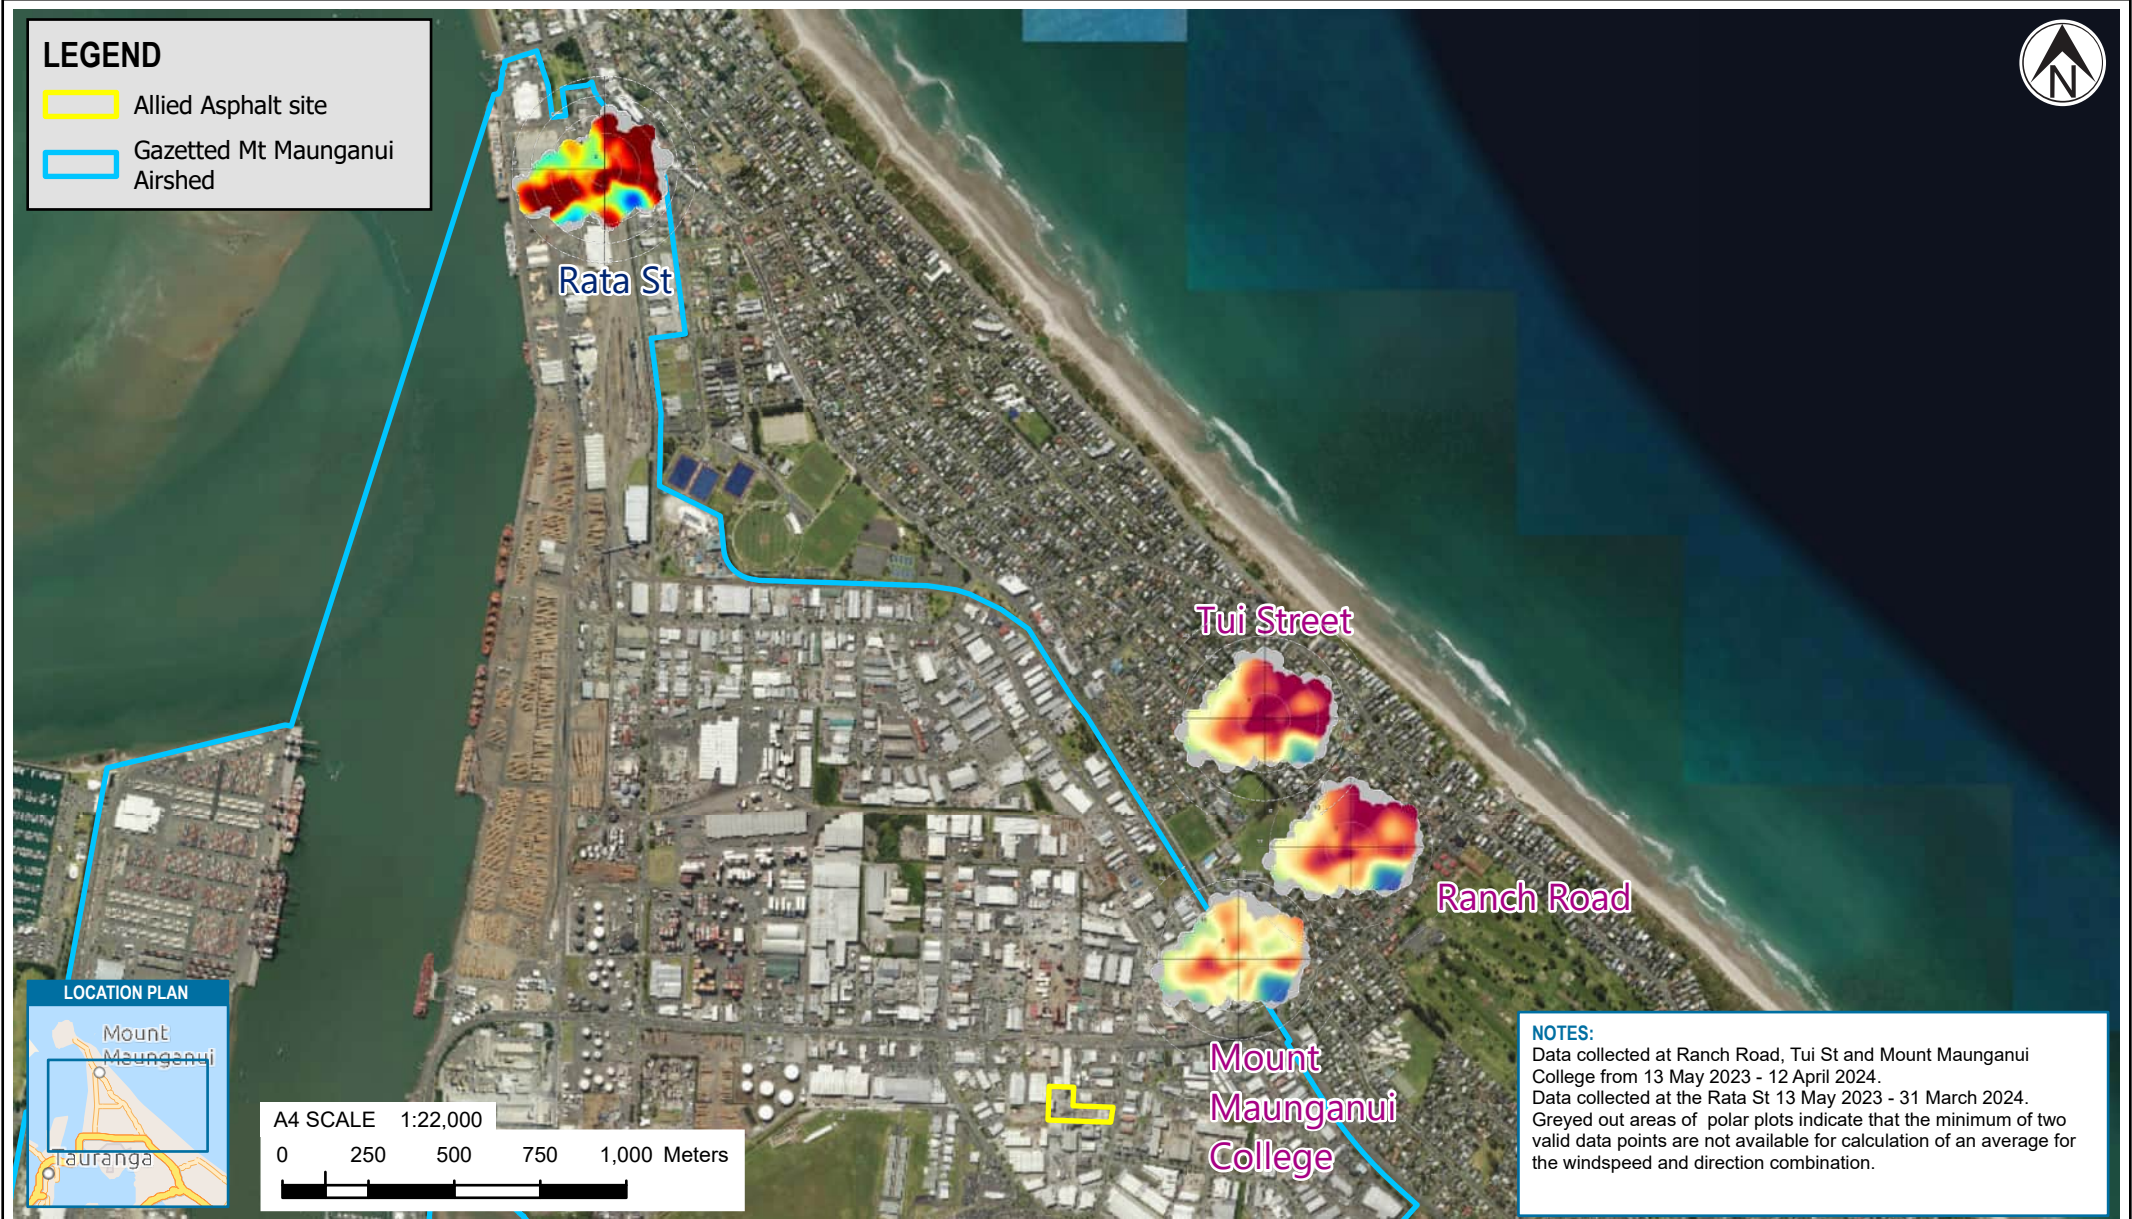 LEGEND
Allied Asphalt site
Gazetted Mt Maunganui
Airshed
N
Rata St
Tui Street
Ranch Road
Mount
Maunganui
College
LOCATION PLAN
Mount
Maunganui
Tauranga
A4 SCALE 1:22,000
0 250 500 750 1,000 Meters
NOTES:
Data collected at Ranch Road, Tui St and Mount Maunganui
College from 13 May 2023 - 12 April 2024.
Data collected at the Rata St 13 May 2023 - 31 March 2024.
Greyed out areas of polar plots indicate that the minimum of two
valid data points are not available for calculation of an average for
the windspeed and direction combination.